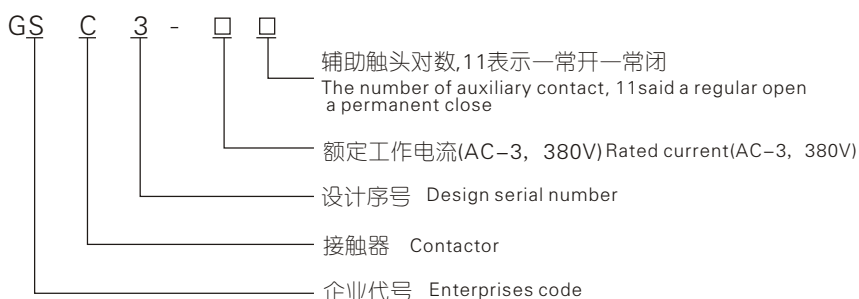 GS C 3 - □ □
辅助触头对数,11表示一常开一常闭
The number of auxiliary contact, 11said a regular open
a permanent close
额定工作电流(AC-3, 380V) Rated current(AC-3, 380V)
设计序号 Design serial number
接触器 Contactor
企业代号 Enterprises code